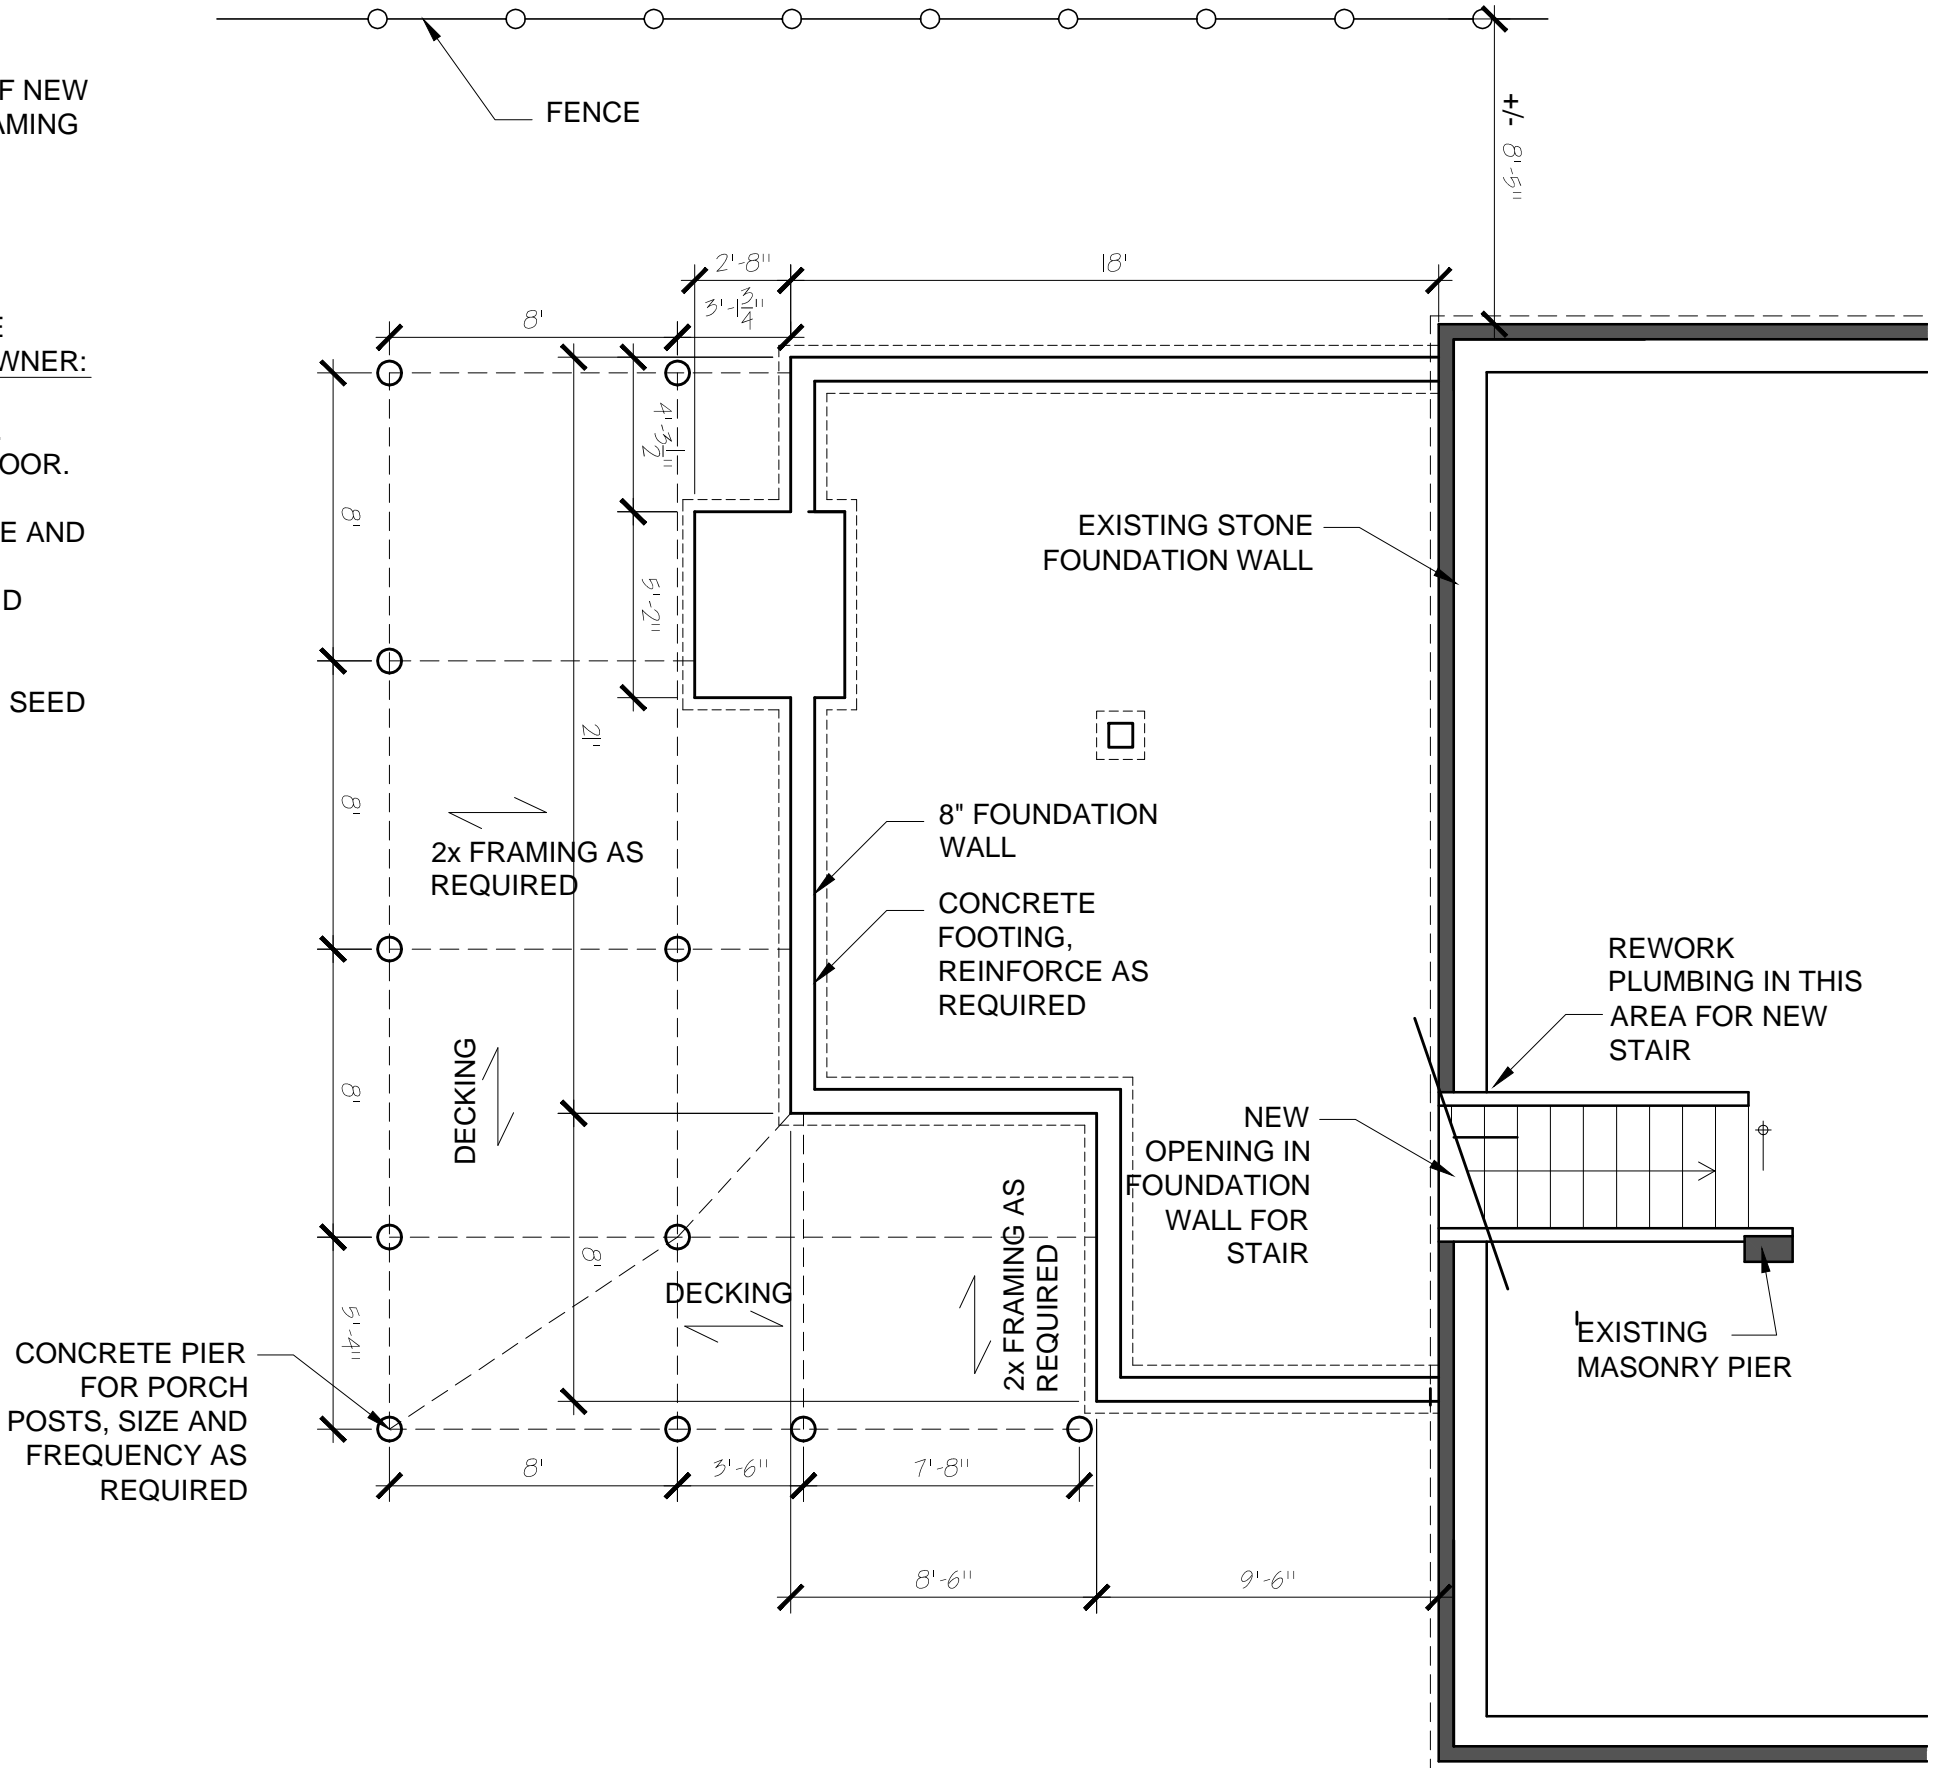 F NEW
AMING
FENCE
+/- 8'-5"
2'-8"
18'
3'-1 3/4"
8'
E
WNER:
OOR.
E AND
D
SEED
4'-3 1/2"
8'
5'-2"
21'
8'
8'
8'
5'-4"
EXISTING STONE
FOUNDATION WALL
8" FOUNDATION
WALL
2x FRAMING AS
REQUIRED
CONCRETE
FOOTING,
REINFORCE AS
REQUIRED
REWORK
PLUMBING IN THIS
AREA FOR NEW
STAIR
DECKING
NEW
OPENING IN
FOUNDATION
WALL FOR
STAIR
2x FRAMING AS
REQUIRED
DECKING
EXISTING
MASONRY PIER
CONCRETE PIER
FOR PORCH
POSTS, SIZE AND
FREQUENCY AS
REQUIRED
8'
3'-6"
7'-8"
8'-6"
9'-6"